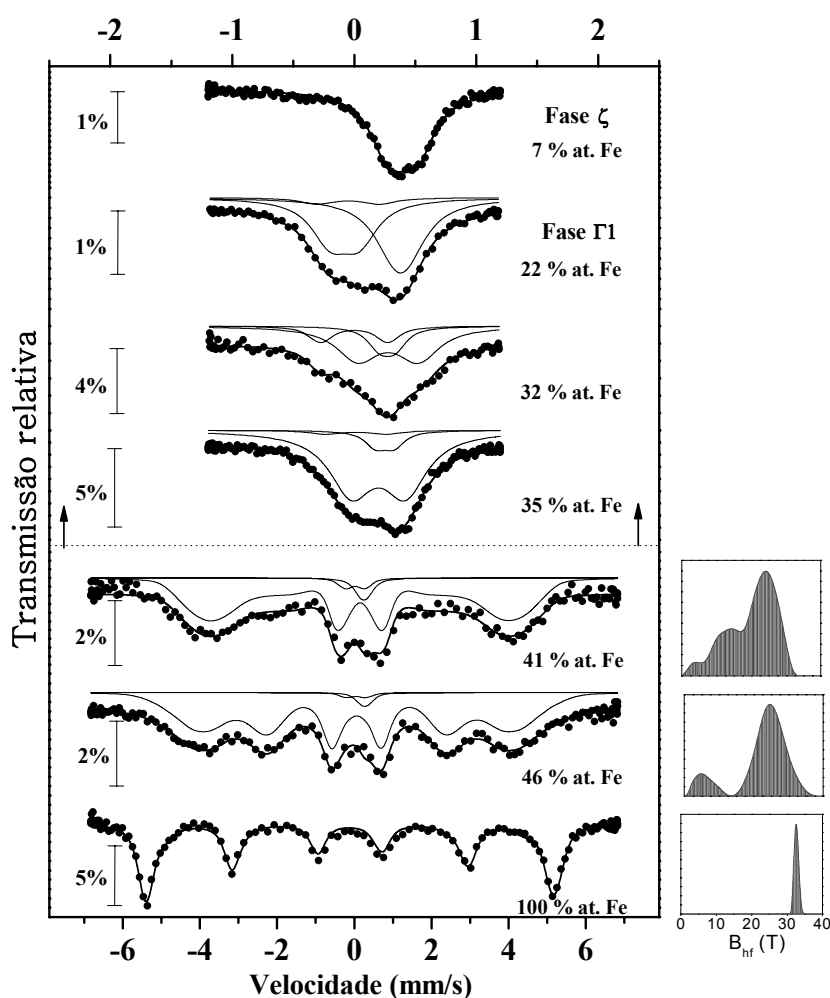 -2 -1 0 1 2
Transmissão relativa
1%
Fase ζ
7 % at. Fe
1%
Fase Γ1
22 % at. Fe
4%
32 % at. Fe
5%
35 % at. Fe
2%
41 % at. Fe
2%
46 % at. Fe
5%
100 % at. Fe
-6 -4 -2 0 2 4 6
Velocidade (mm/s)
0 10 20 30 40
B_hf (T)